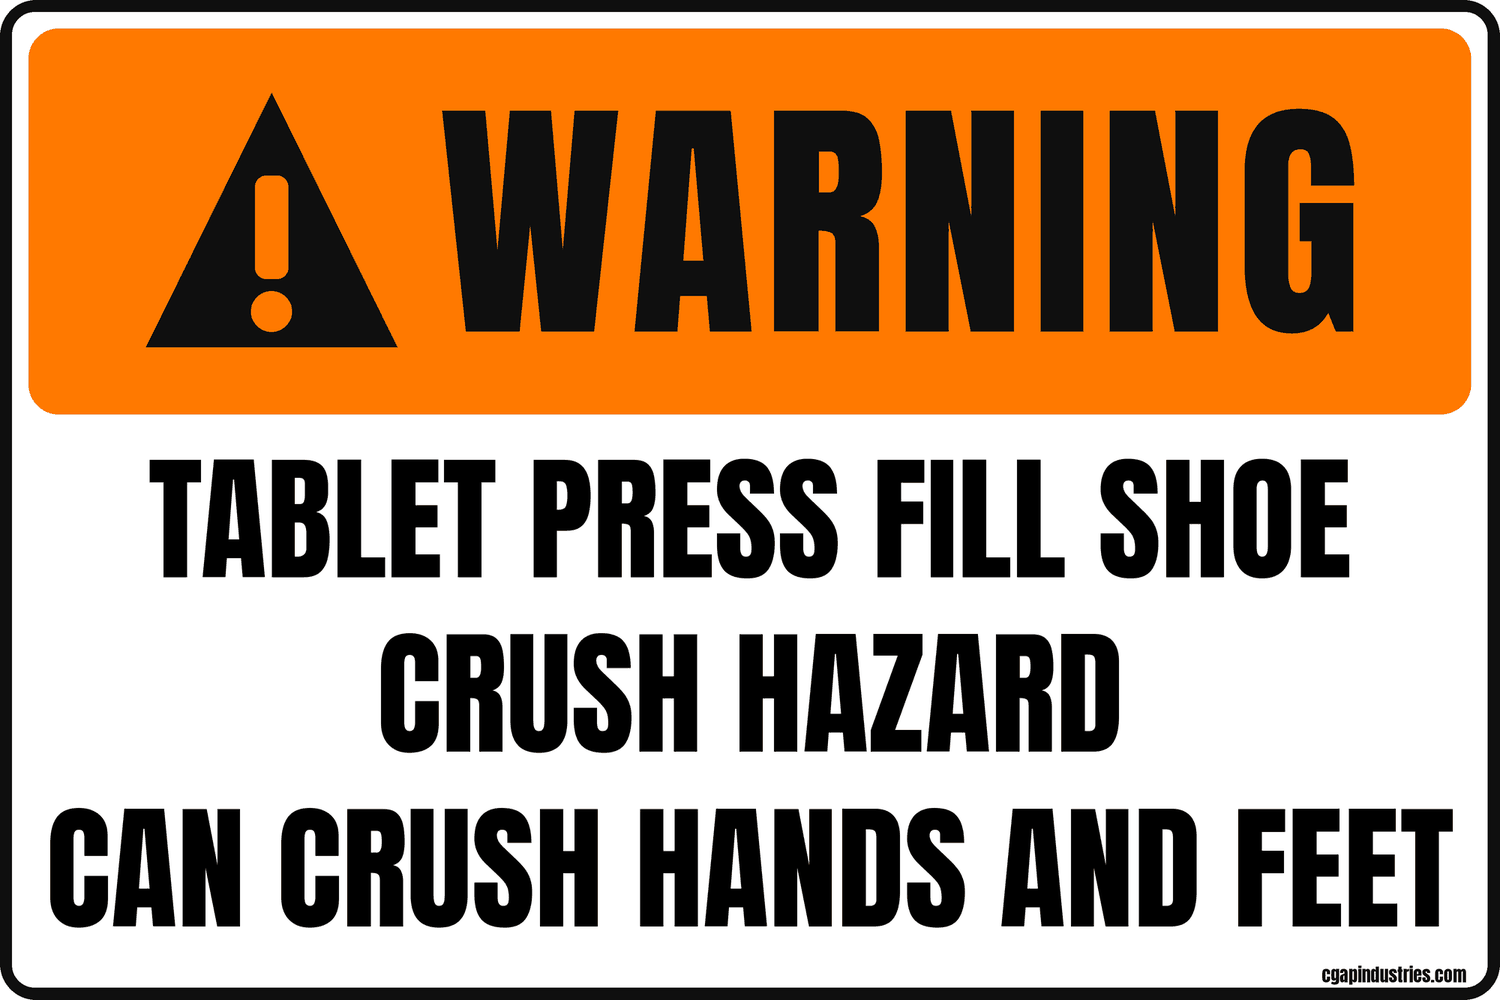 WARNING
TABLET PRESS FILL SHOE
CRUSH HAZARD
CAN CRUSH HANDS AND FEET
cgapindustries.com